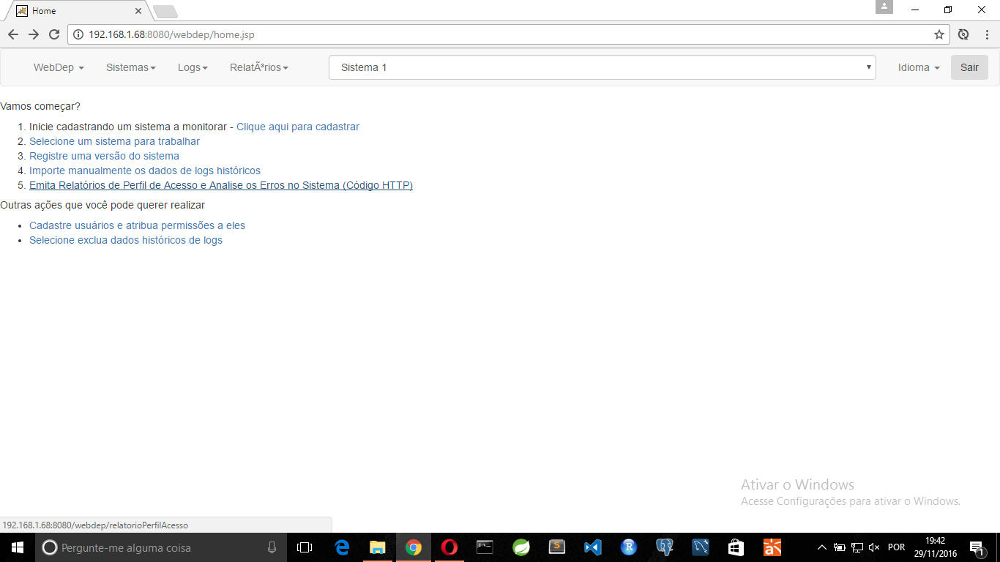 Home
192.168.1.68:8080/webdep/home.jsp
WebDep Sistemas Logs RelatÃ³rios Sistema 1 Idioma Sair
Vamos começar?
1. Inicie cadastrando um sistema a monitorar - Clique aqui para cadastrar
2. Selecione um sistema para trabalhar
3. Registre uma versão do sistema
4. Importe manualmente os dados de logs históricos
5. Emita Relatórios de Perfil de Acesso e Analise os Erros no Sistema (Código HTTP)
Outras ações que você pode querer realizar
• Cadastre usuários e atribua permissões a eles
• Selecione exclua dados históricos de logs
Ativar o Windows
Acesse Configurações para ativar o Windows.
192.168.1.68:8080/webdep/relatorioPerfilAcesso
Pergunte-me alguma coisa
POR
19:42
29/11/2016
1